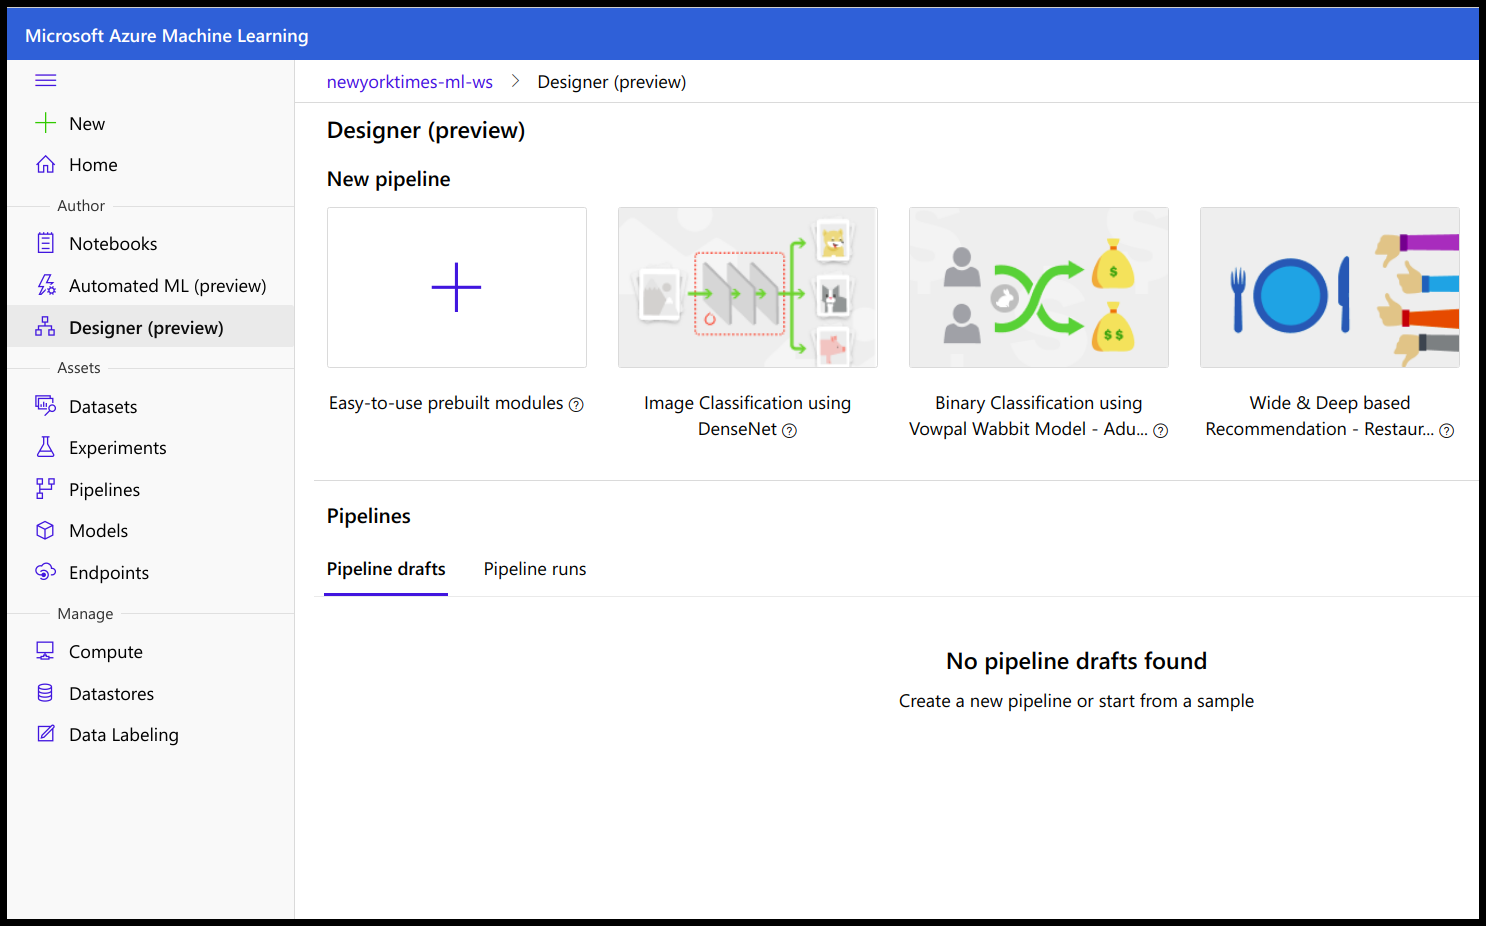 Microsoft Azure Machine Learning
New
Home
Author
Notebooks
Automated ML (preview)
Designer (preview)
Assets
Datasets
Experiments
Pipelines
Models
Endpoints
Manage
Compute
Datastores
Data Labeling
newyorktimes-ml-ws > Designer (preview)
Designer (preview)
New pipeline
$
$$
Easy-to-use prebuilt modules ?
Image Classification using
DenseNet ?
Binary Classification using
Vowpal Wabbit Model - Adu... ?
Wide & Deep based
Recommendation - Restaur... ?
Pipelines
Pipeline drafts Pipeline runs
No pipeline drafts found
Create a new pipeline or start from a sample